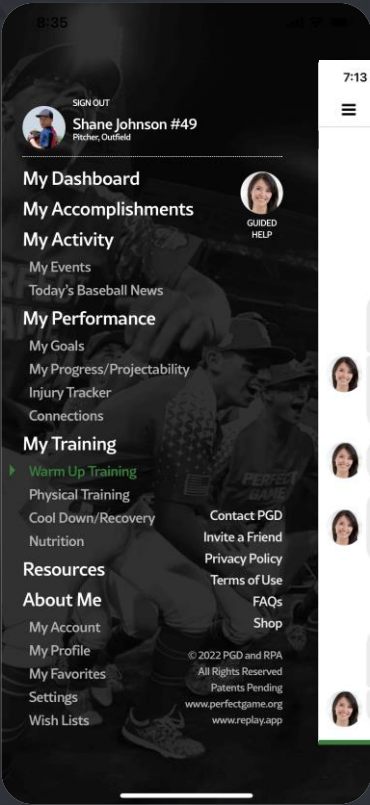 8:35
7:13
SIGN OUT
Shane Johnson #49
Pitcher, Outfield
My Dashboard
My Accomplishments
My Activity
GUIDED
HELP
My Events
Today's Baseball News
My Performance
My Goals
My Progress/Projectability
Injury Tracker
Connections
My Training
Warm Up Training
Physical Training
Cool Down/Recovery
Nutrition
Resources
About Me
My Account
My Profile
My Favorites
Settings
Wish Lists
Contact PGD
Invite a Friend
Privacy Policy
Terms of Use
FAQs
Shop
© 2022 PGD and RPA
All Rights Reserved
Patents Pending
www.perfectgame.org
www.replay.app
PERFECT
GAME